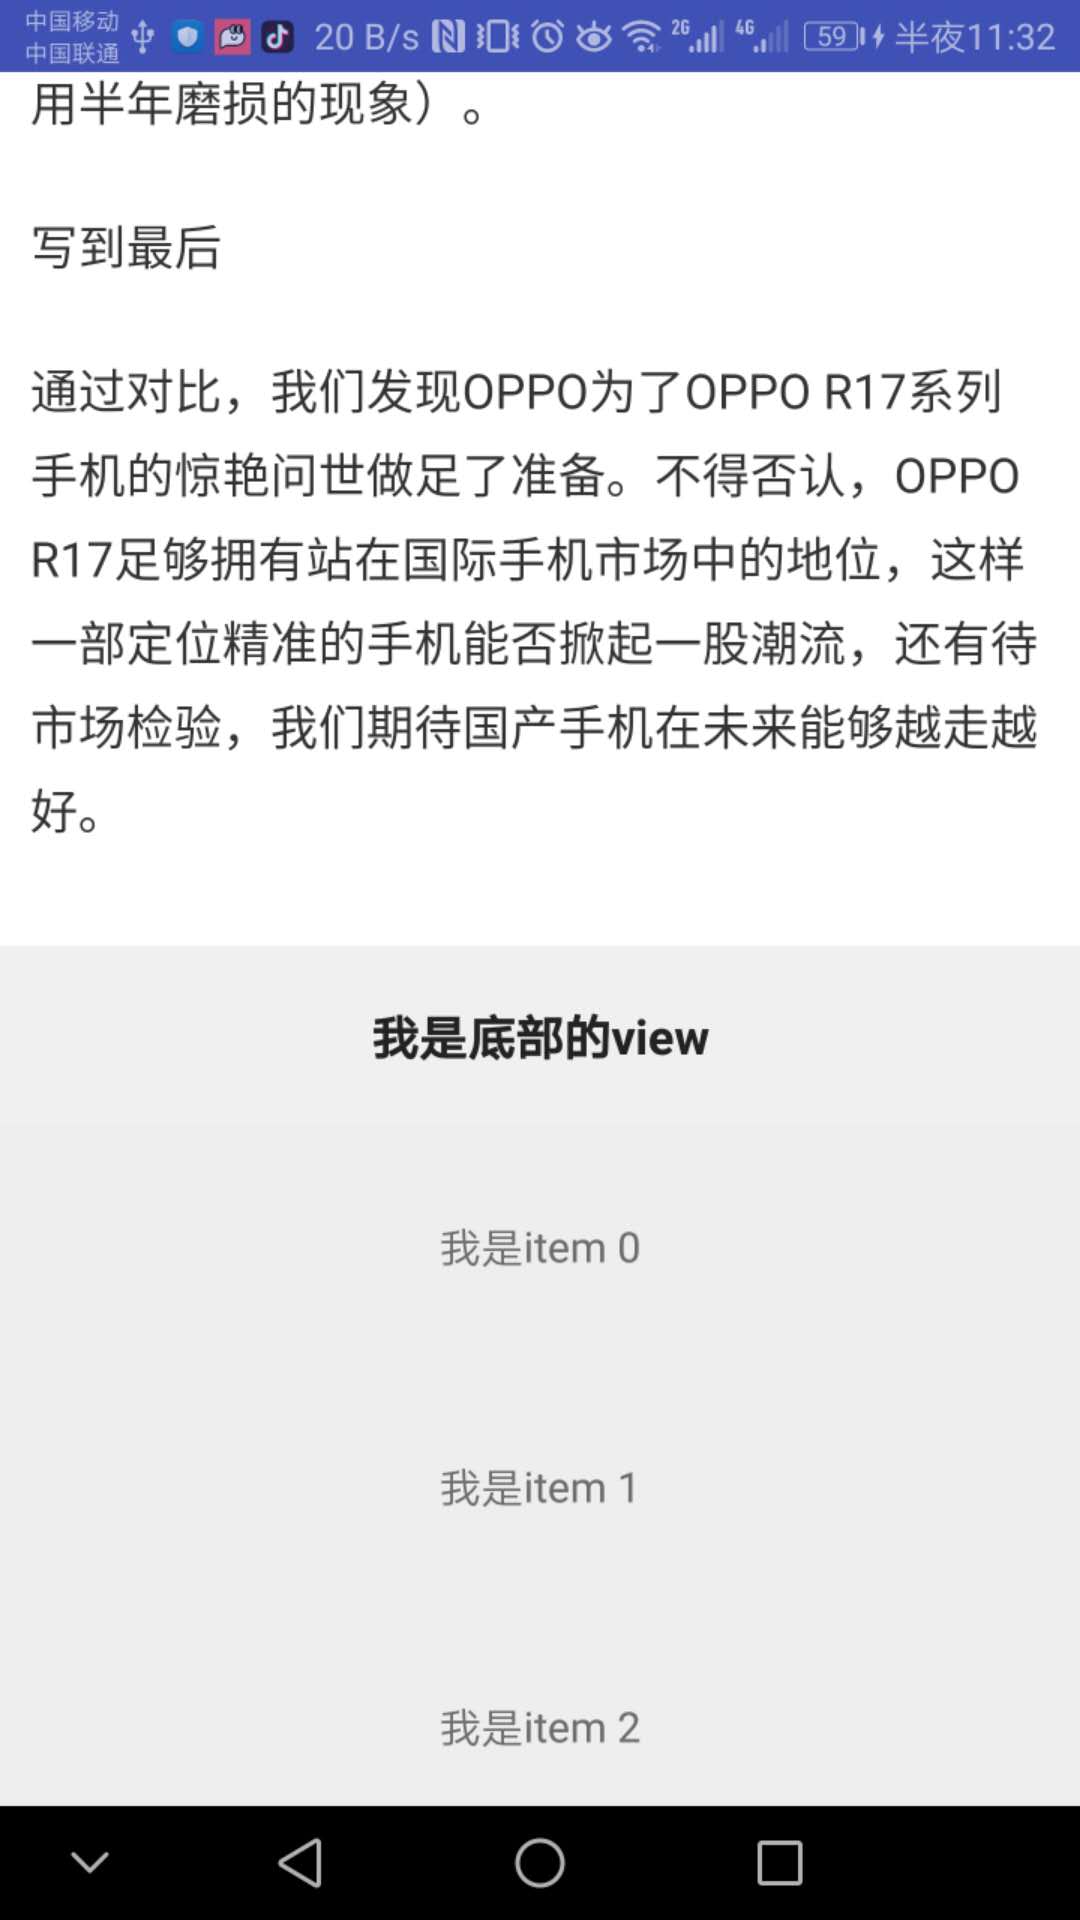 中国移动
中国联通
20 B/s
2G
4G
59
半夜11:32
用半年磨损的现象）。
写到最后
通过对比，我们发现OPPO为了OPPO R17系列
手机的惊艳问世做足了准备。不得否认，OPPO
R17足够拥有站在国际手机市场中的地位，这样
一部定位精准的手机能否掀起一股潮流，还有待
市场检验，我们期待国产手机在未来能够越走越
好。
我是底部的view
我是item 0
我是item 1
我是item 2